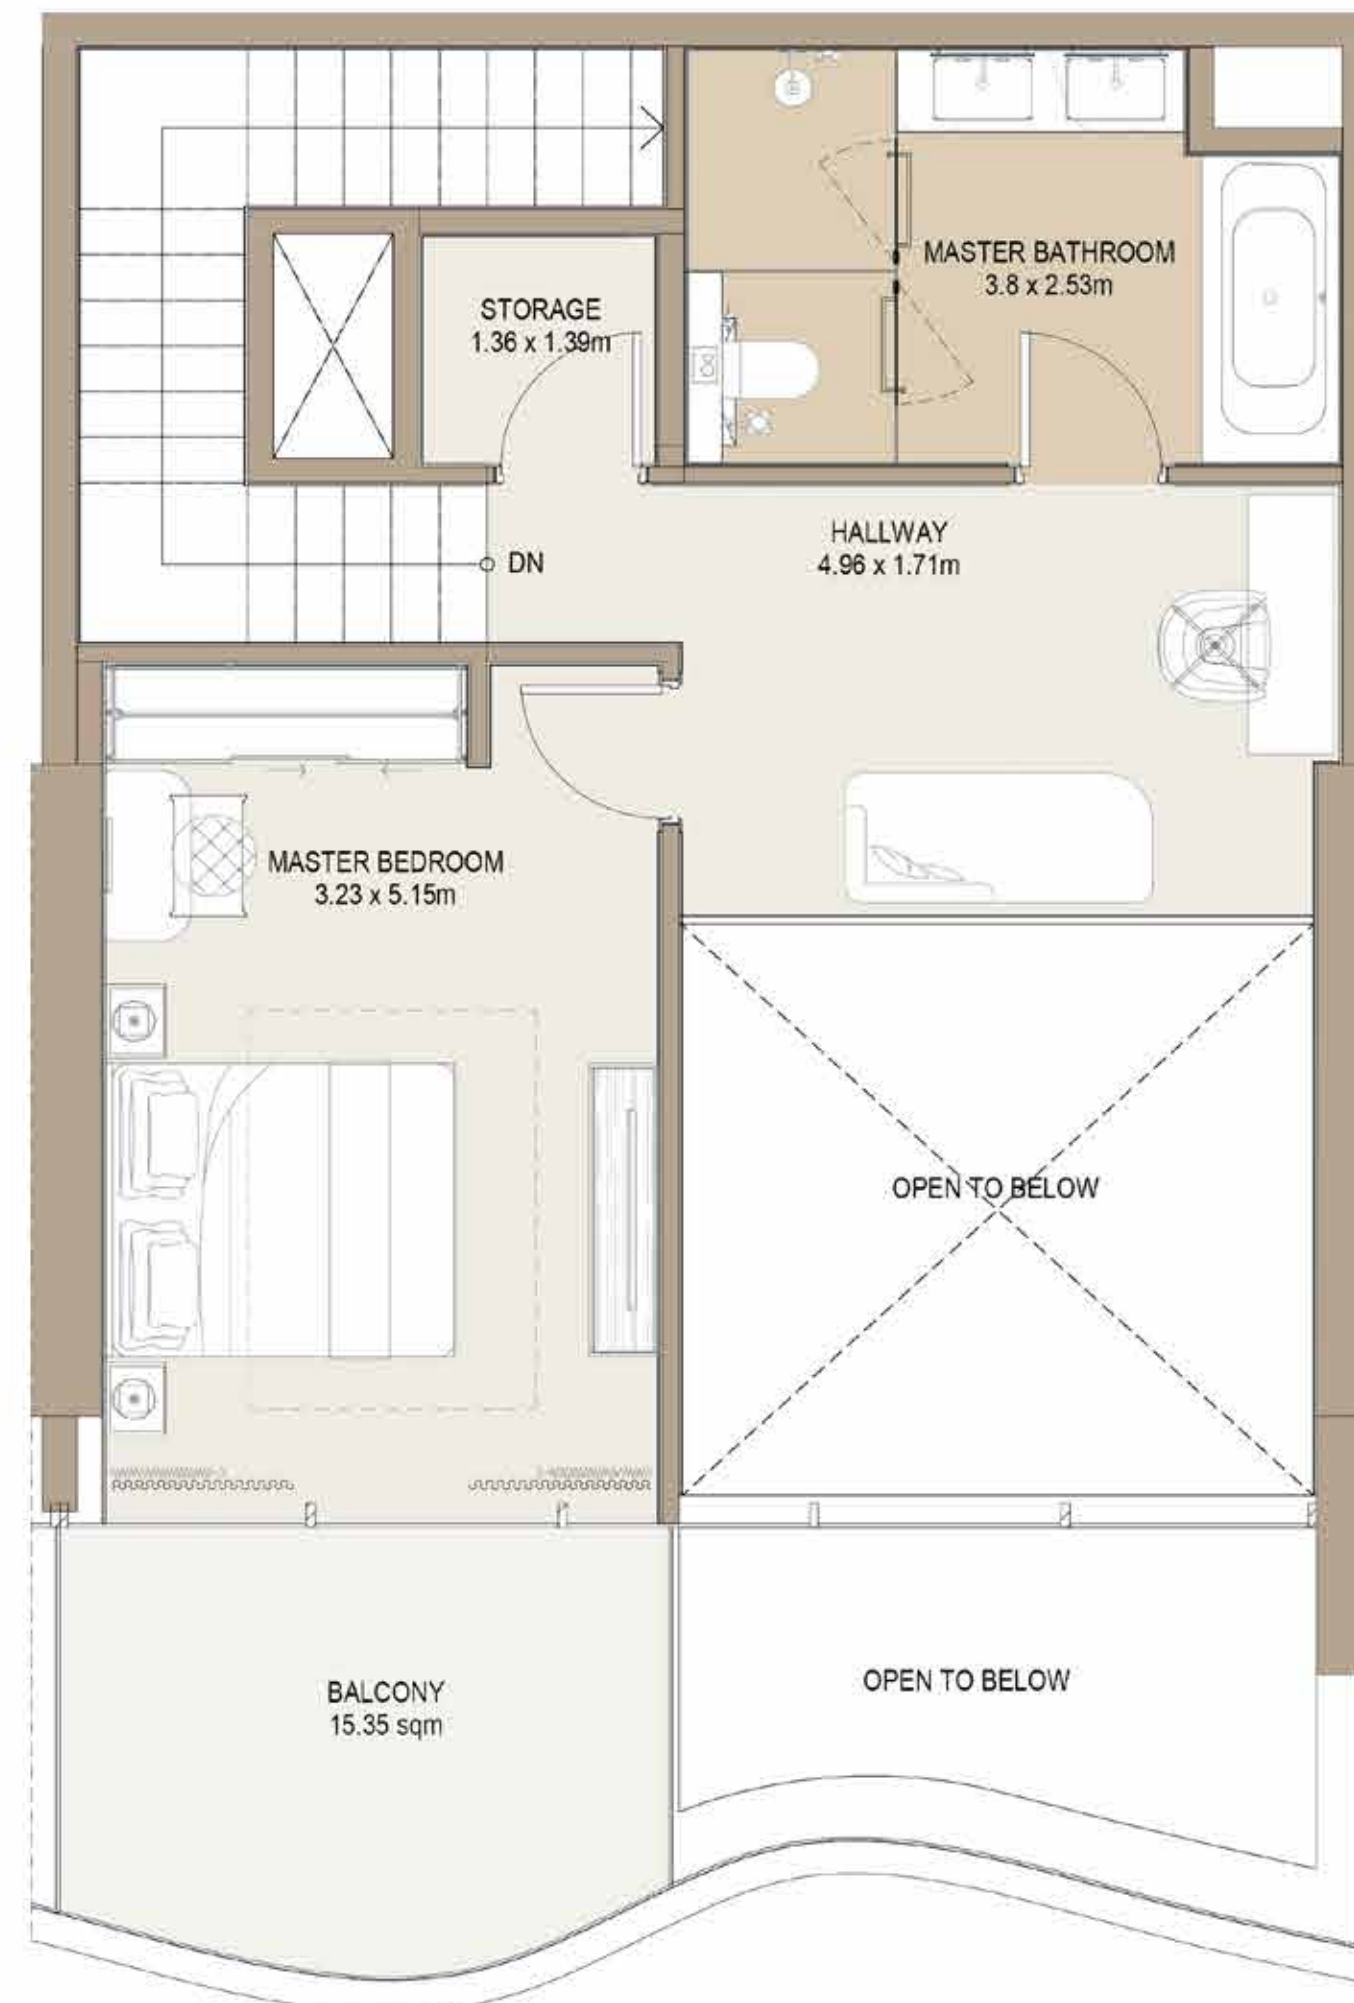 MASTER BATHROOM
3.8 x 2.53m
STORAGE
1.36 x 1.39m
HALLWAY
4.96 x 1.71m
DN
MASTER BEDROOM
3.23 x 5.15m
OPEN TO BELOW
OPEN TO BELOW
BALCONY
15.35 sqm